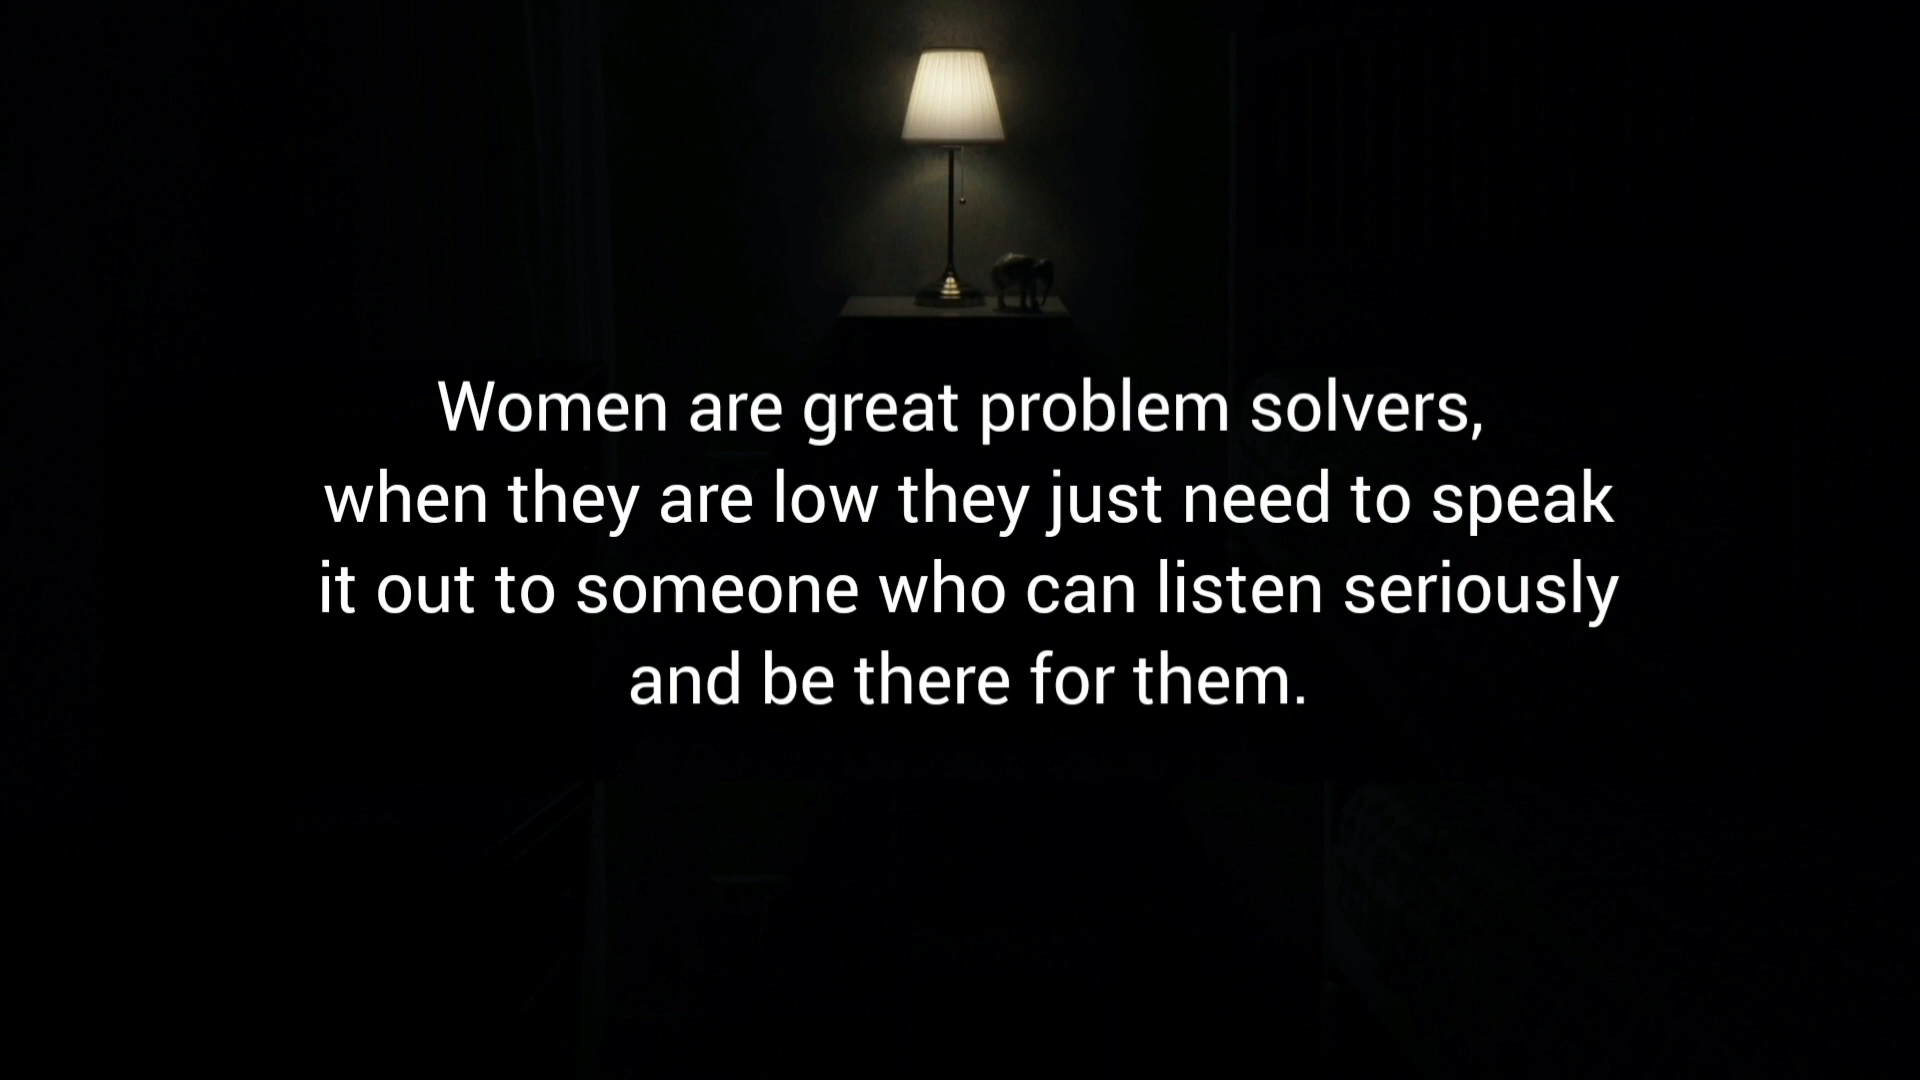 Women are great problem solvers,
when they are low they just need to speak
it out to someone who can listen seriously
and be there for them.